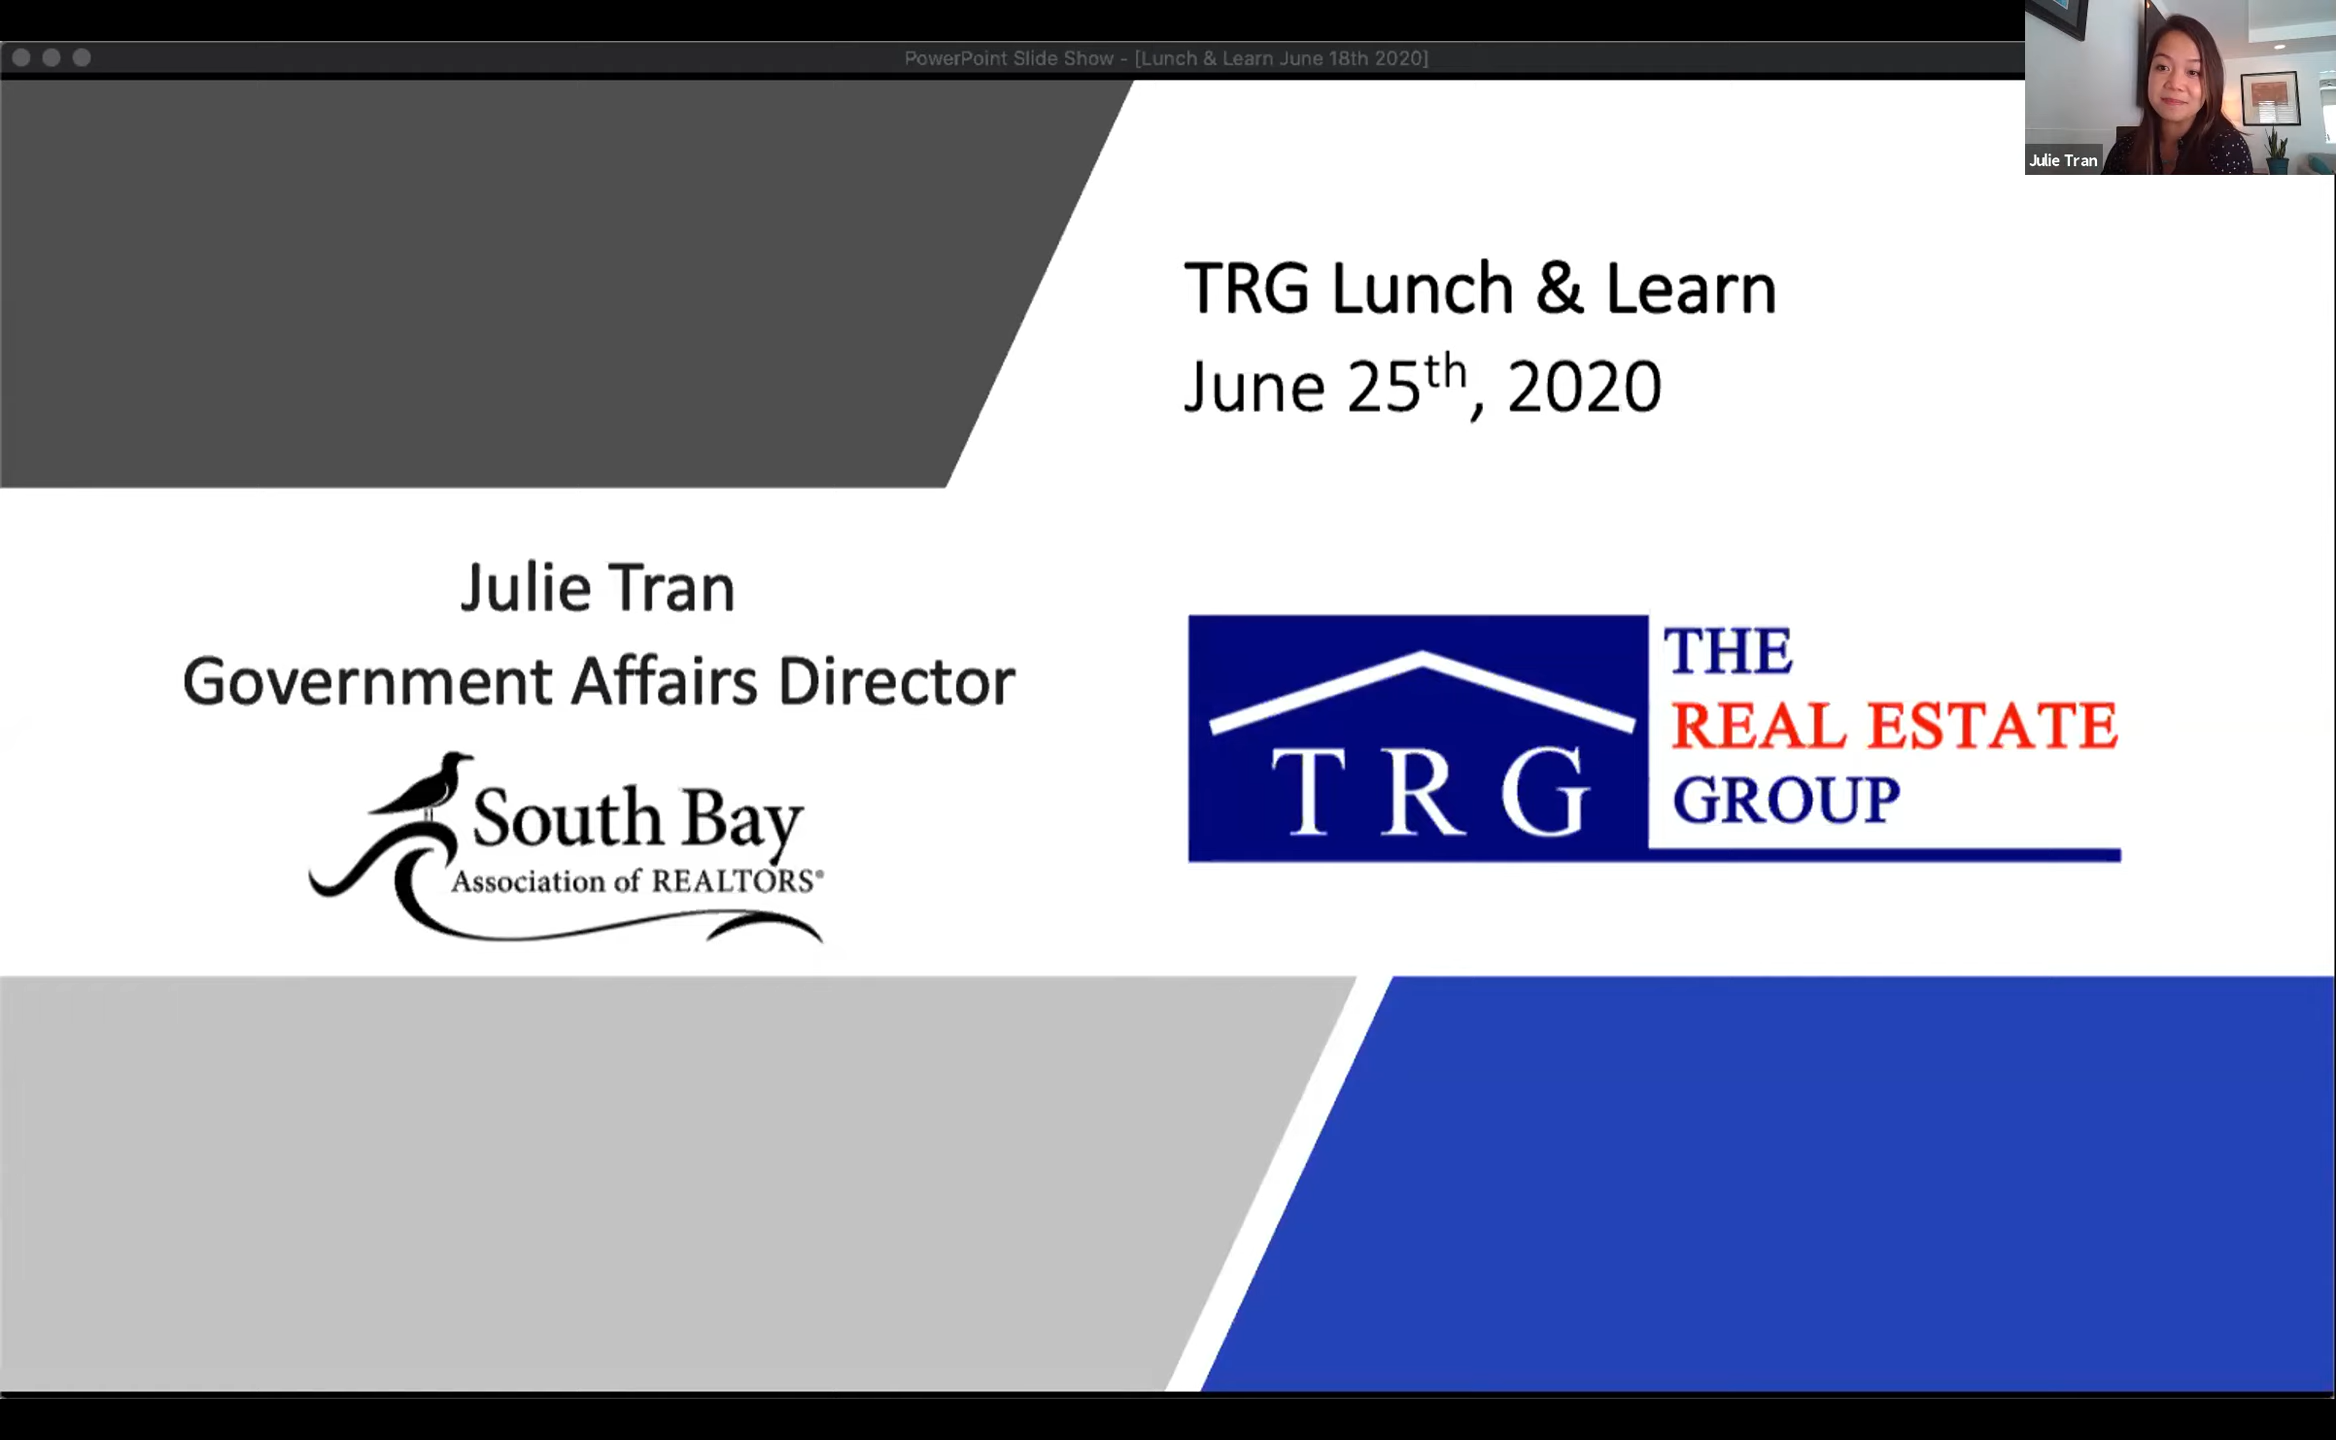 PowerPoint Slide Show - [Lunch & Learn June 18th 2020]
Julie Tran
TRG Lunch & Learn
June 25th, 2020
Julie Tran
Government Affairs Director
South Bay
Association of REALTORS®
TRG
THE
REAL ESTATE
GROUP